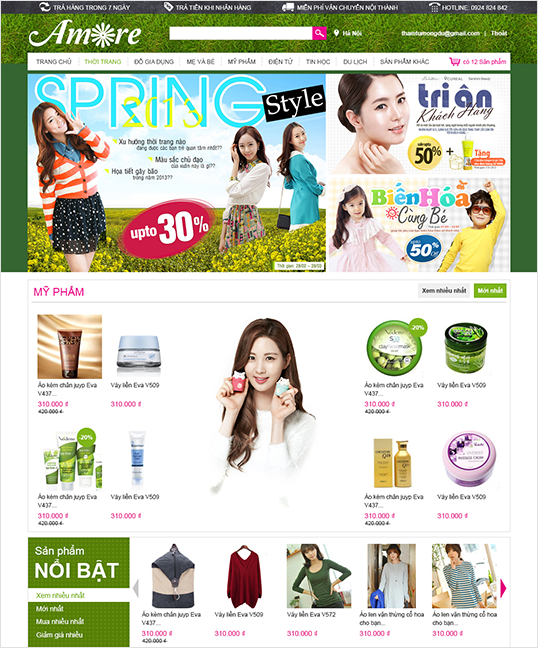 TRẢ HÀNG TRONG 7 NGÀY
TRẢ TIỀN KHI NHẬN HÀNG
MIỄN PHÍ VẬN CHUYỂN NỘI THÀNH
HOTLINE: 0924 824 842
Amore
Hà Nội
thamtumongdu@gmail.com | Thoát
TRANG CHỦ
THỜI TRANG
ĐỒ GIA DỤNG
MẸ VÀ BÉ
MỸ PHẨM
ĐIỆN TỬ
TIN HỌC
DU LỊCH
SẢN PHẨM KHÁC
có 12 Sản phẩm
SPRING
2013
Style
Xu hướng thời trang nào
đang được các bạn trẻ quan tâm nhất??
Màu sắc chủ đạo
của xuân này là gì??
Họa tiết gây bão
trong năm 2013??
upto 30%
Thời gian: 28/02 - 28/03
tri ân
Khách Hàng
50%
+
Tặng
Biến Hóa
Cùng Bé
50%
MỸ PHẨM
Xem nhiều nhất
Mới nhất
-20%
Áo kém chân juyp Eva
V437...
310.000 đ
420.000 đ
Váy liền Eva V509
310.000 đ
Áo kém chân juyp Eva
V437...
310.000 đ
420.000 đ
Váy liền Eva V509
310.000 đ
-20%
Áo kém chân juyp Eva
V437...
310.000 đ
420.000 đ
Váy liền Eva V509
310.000 đ
Áo kém chân juyp Eva
V437...
310.000 đ
420.000 đ
Váy liền Eva V509
310.000 đ
Sản phẩm
NỔI BẬT
Xem nhiều nhất
Mới nhất
Mua nhiều nhất
Giảm giá nhiều
Áo kém chân juyp Eva
V437...
310.000 đ
420.000 đ
Váy liền Eva V509
310.000 đ
Váy liền Eva V572
310.000 đ
Áo len vặn thừng cổ hoa
cho bạn...
310.000 đ
Áo len vặn thừng cổ hoa
cho bạn...
310.000 đ